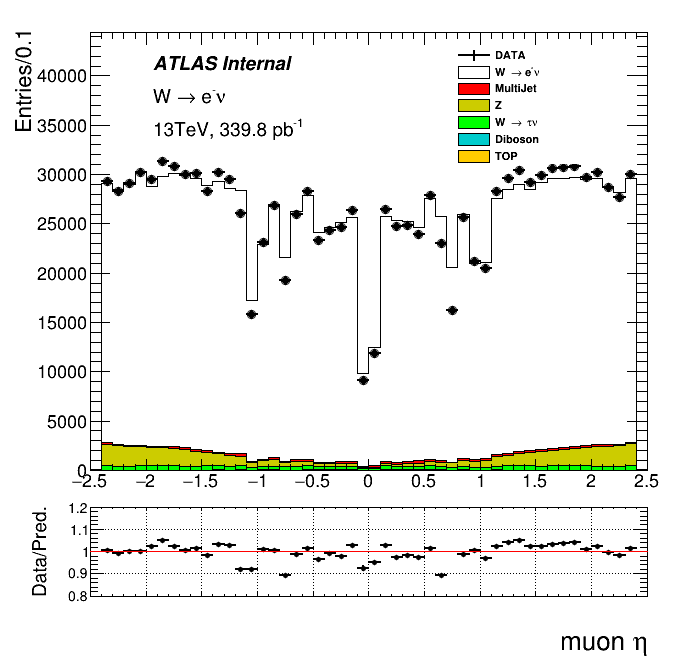 Entries/0.1
40000
35000
30000
25000
20000
15000
10000
5000
0
ATLAS Internal
W → e⁻ν
13TeV, 339.8 pb⁻¹
DATA
W → e⁻ν
MultiJet
Z
W → τν
Diboson
TOP
−2.5 −2 −1.5 −1 −0.5 0 0.5 1 1.5 2 2.5
Data/Pred.
1.2
1.1
1
0.9
0.8
muon η